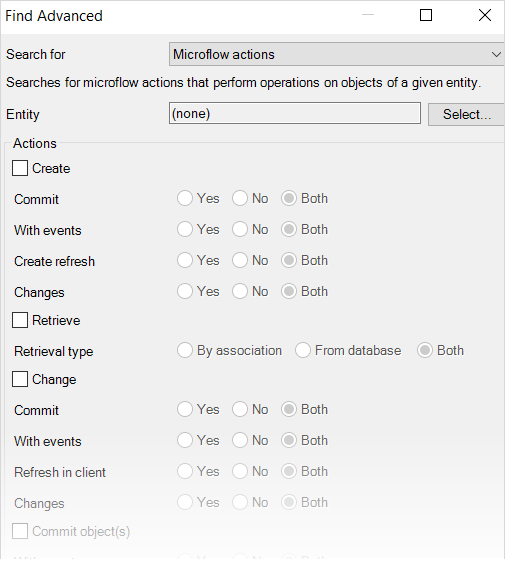 Find Advanced
Search for Microflow actions
Searches for microflow actions that perform operations on objects of a given entity.
Entity (none) Select...
Actions
Create
Commit Yes No Both
With events Yes No Both
Create refresh Yes No Both
Changes Yes No Both
Retrieve
Retrieval type By association From database Both
Change
Commit Yes No Both
With events Yes No Both
Refresh in client Yes No Both
Changes Yes No Both
Commit object(s)